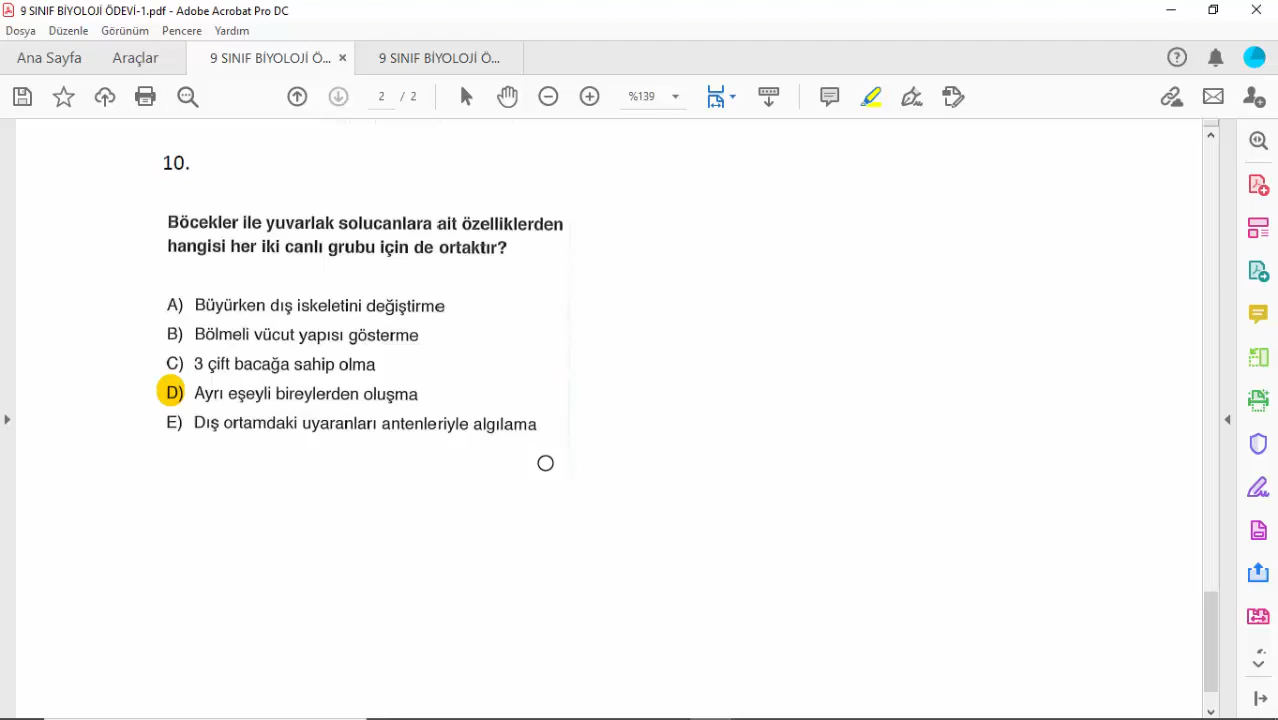 9 SINIF BİYOLOJİ ÖDEVİ-1.pdf - Adobe Acrobat Pro DC
Dosya Düzenle Görünüm Pencere Yardım
Ana Sayfa Araçlar 9 SINIF BİYOLOJİ Ö... × 9 SINIF BİYOLOJİ Ö...
2 / 2 %139
10.
Böcekler ile yuvarlak solucanlara ait özelliklerden
hangisi her iki canlı grubu için de ortaktır?
A) Büyürken dış iskeletini değiştirme
B) Bölmeli vücut yapısı gösterme
C) 3 çift bacağa sahip olma
D) Ayrı eşeyli bireylerden oluşma
E) Dış ortamdaki uyaranları antenleriyle algılama